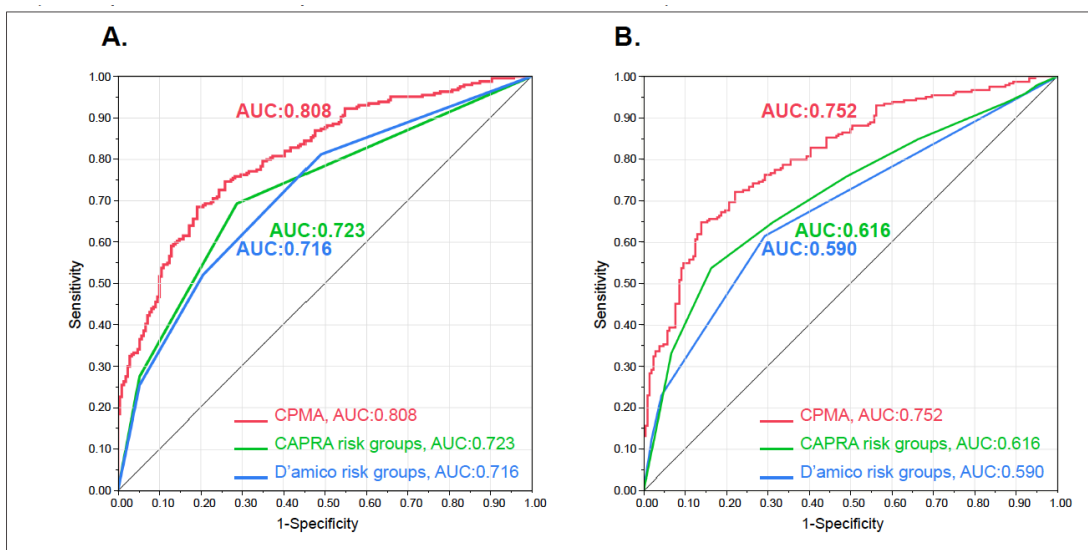 A.
1.00
0.90
0.80
0.70
0.60
0.50
0.40
0.30
0.20
0.10
0.00
Sensitivity
AUC:0.808
AUC:0.723
AUC:0.716
CPMA, AUC:0.808
CAPRA risk groups, AUC:0.723
D'amico risk groups, AUC:0.716
0.00 0.10 0.20 0.30 0.40 0.50 0.60 0.70 0.80 0.90 1.00
1-Specificity
B.
1.00
0.90
0.80
0.70
0.60
0.50
0.40
0.30
0.20
0.10
0.00
Sensitivity
AUC:0.752
AUC:0.616
AUC:0.590
CPMA, AUC:0.752
CAPRA risk groups, AUC:0.616
D'amico risk groups, AUC:0.590
0.00 0.10 0.20 0.30 0.40 0.50 0.60 0.70 0.80 0.90 1.00
1-Specificity